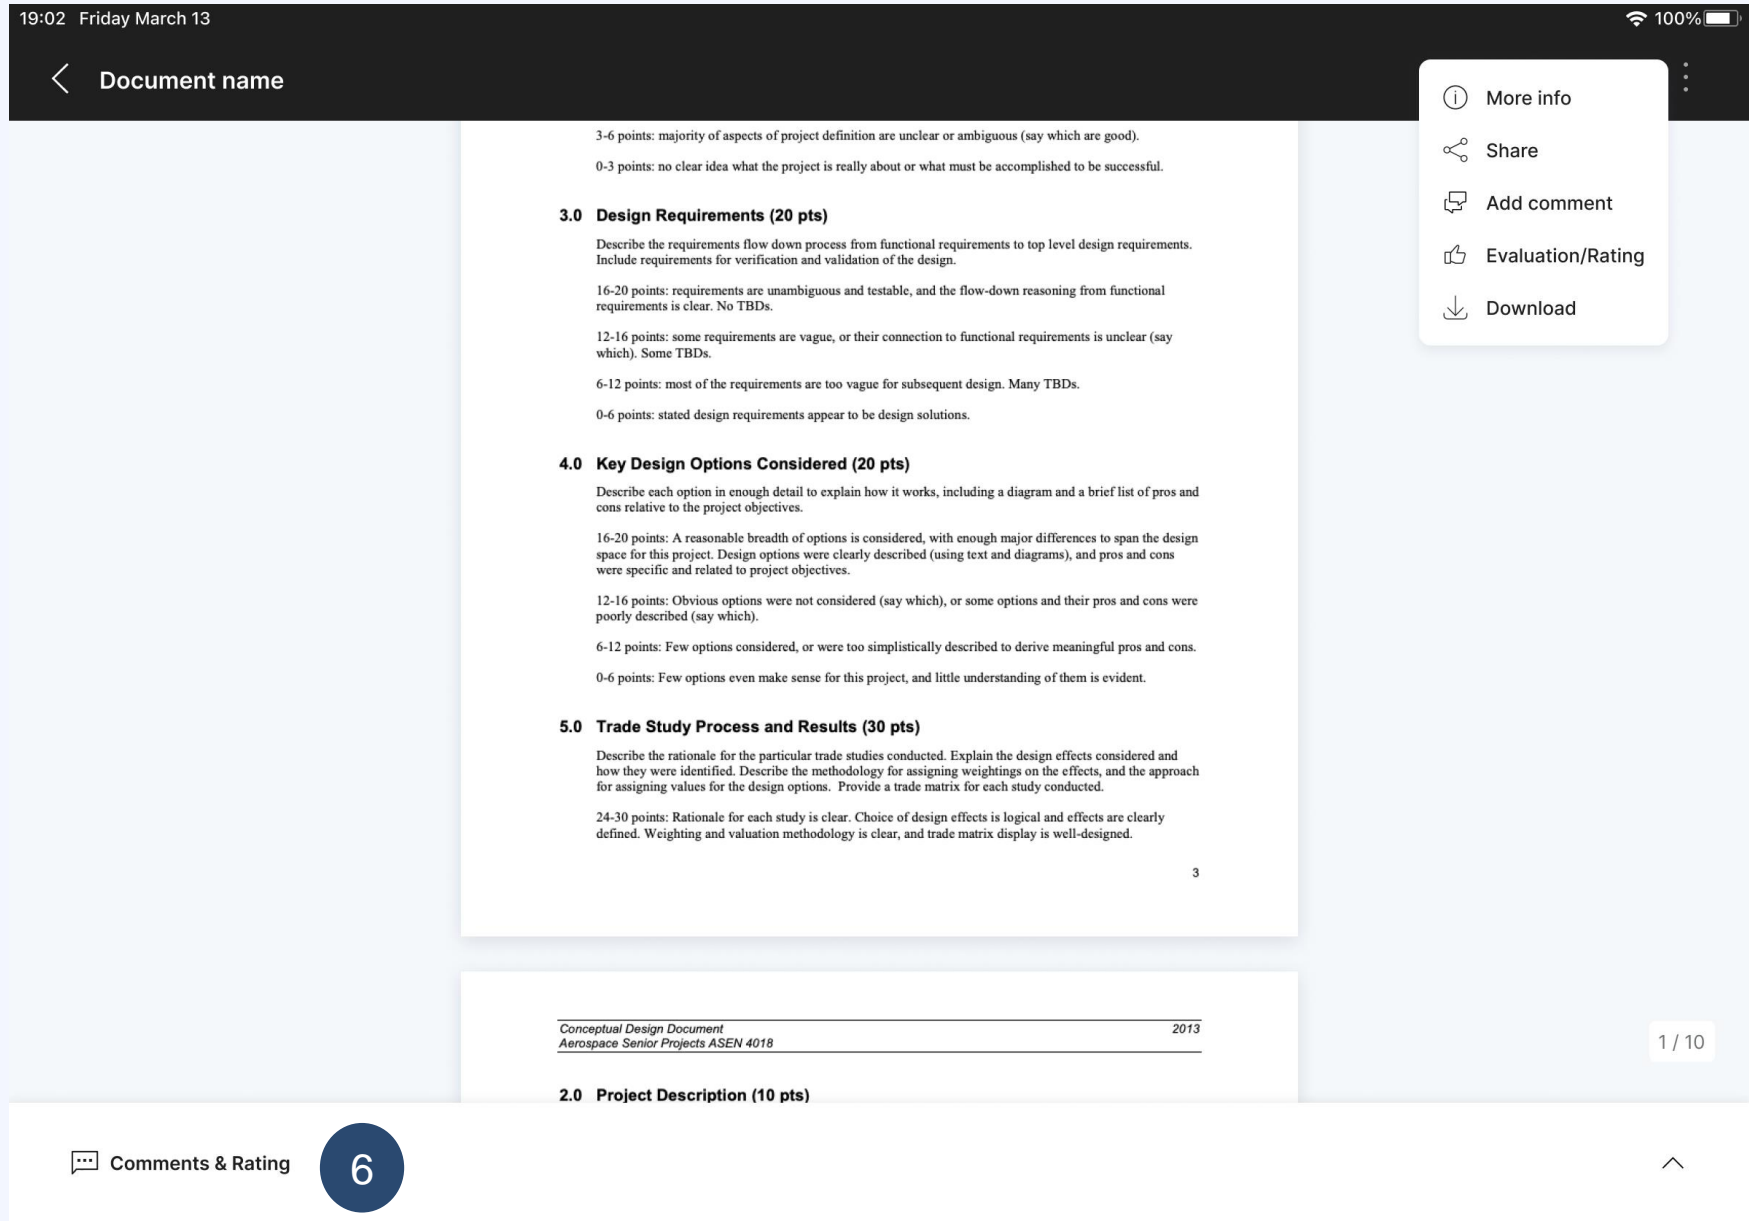 19:02 Friday March 13
100%
Document name
More info
Share
Add comment
Evaluation/Rating
Download
3-6 points: majority of aspects of project definition are unclear or ambiguous (say which are good).
0-3 points: no clear idea what the project is really about or what must be accomplished to be successful.
3.0 Design Requirements (20 pts)
Describe the requirements flow down process from functional requirements to top level design requirements.
Include requirements for verification and validation of the design.
16-20 points: requirements are unambiguous and testable, and the flow-down reasoning from functional
requirements is clear. No TBDs.
12-16 points: some requirements are vague, or their connection to functional requirements is unclear (say
which). Some TBDs.
6-12 points: most of the requirements are too vague for subsequent design. Many TBDs.
0-6 points: stated design requirements appear to be design solutions.
4.0 Key Design Options Considered (20 pts)
Describe each option in enough detail to explain how it works, including a diagram and a brief list of pros and
cons relative to the project objectives.
16-20 points: A reasonable breadth of options is considered, with enough major differences to span the design
space for this project. Design options were clearly described (using text and diagrams), and pros and cons
were specific and related to project objectives.
12-16 points: Obvious options were not considered (say which), or some options and their pros and cons were
poorly described (say which).
6-12 points: Few options considered, or were too simplistically described to derive meaningful pros and cons.
0-6 points: Few options even make sense for this project, and little understanding of them is evident.
5.0 Trade Study Process and Results (30 pts)
Describe the rationale for the particular trade studies conducted. Explain the design effects considered and
how they were identified. Describe the methodology for assigning weightings on the effects, and the approach
for assigning values for the design options. Provide a trade matrix for each study conducted.
24-30 points: Rationale for each study is clear. Choice of design effects is logical and effects are clearly
defined. Weighting and valuation methodology is clear, and trade matrix display is well-designed.
3
Conceptual Design Document 2013
Aerospace Senior Projects ASEN 4018
1 / 10
2.0 Project Description (10 pts)
Comments & Rating 6